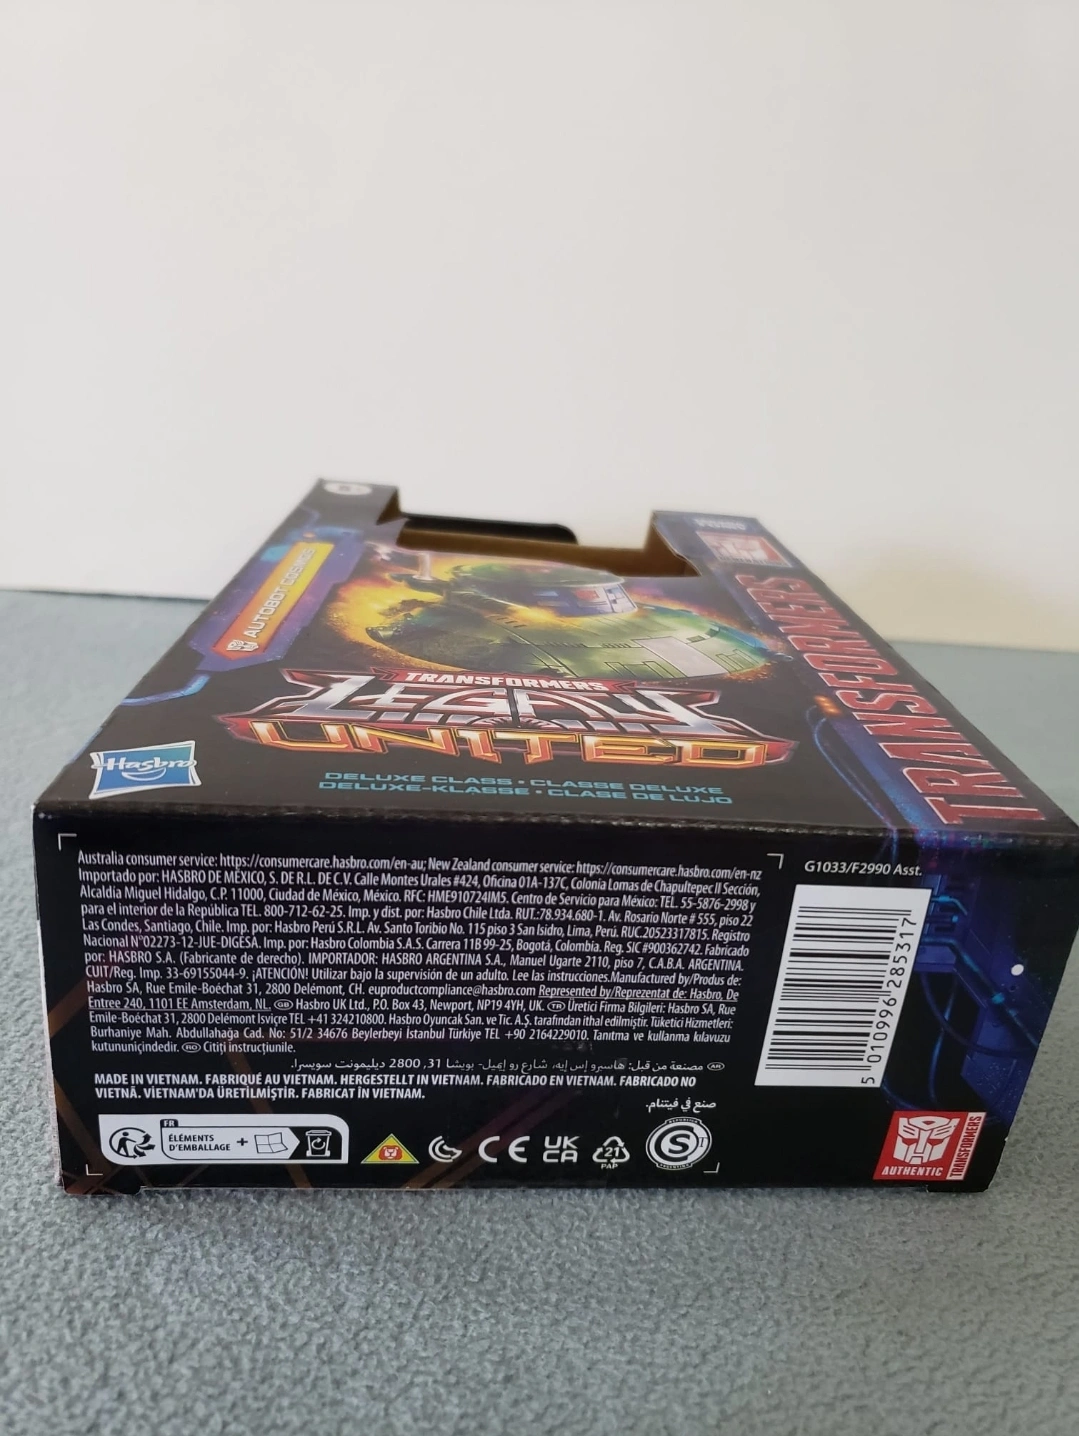 AUTOBOT COSMOS
TRANSFORMERS
LEGACY
UNITED
Hasbro
DELUXE CLASS • CLASSE DELUXE
DELUXE-KLASSE • CLASE DE LUJO
TRANSFORMERS
Australia consumer service: https://consumercare.hasbro.com/en-au; New Zealand consumer service: https://consumercare.hasbro.com/en-nz
Importado por: HASBRO DE MÉXICO, S. DE R.L. DE C.V. Calle Montes Urales #424, Oficina 01A-137C, Colonia Lomas de Chapultepec II Sección,
Alcaldía Miguel Hidalgo, C.P. 11000, Ciudad de México, México. RFC: HME910724IM5. Centro de Servicio para México: TEL. 55-5876-2998 y
para el interior de la República TEL. 800-712-62-25. Imp. y dist. por: Hasbro Chile Ltda. RUT.:78.934.680-1. Av. Rosario Norte # 555, piso 22
Las Condes, Santiago, Chile. Imp. por: Hasbro Perú S.R.L. Av. Santo Toribio No. 115 piso 3 San Isidro, Lima, Perú. RUC.20523317815. Registro
Nacional N°02273-12-JUE-DIGESA. Imp. por: Hasbro Colombia S.A.S. Carrera 11B 99-25, Bogotá, Colombia. Reg. SIC #900362742. Fabricado
por: HASBRO S.A. (Fabricante de derecho). IMPORTADOR: HASBRO ARGENTINA S.A., Manuel Ugarte 2110, piso 7, C.A.B.A. ARGENTINA.
CUIT/Reg. Imp. 33-69155044-9. ¡ATENCIÓN! Utilizar bajo la supervisión de un adulto. Lee las instrucciones.Manufactured by/Produs de:
Hasbro SA, Rue Emile-Boéchat 31, 2800 Delémont, CH. euproductcompliance@hasbro.com Represented by/Reprezentat de: Hasbro, De
Entree 240, 1101 EE Amsterdam, NL. GB Hasbro UK Ltd., P.O. Box 43, Newport, NP19 4YH, UK. TR Üretici Firma Bilgileri: Hasbro SA, Rue
Emile-Boéchat 31, 2800 Delémont İsviçre TEL +41 324210800. Hasbro Oyuncak San. ve Tic. A.Ş. tarafından ithal edilmiştir. Tüketici Hizmetleri:
Burhaniye Mah. Abdullahağa Cad. No: 51/2 34676 Beylerbeyi İstanbul Türkiye TEL +90 2164229010. Tanıtma ve kullanma kılavuzu
kutununiçindedir. RO Citiți instrucțiunile.
AR مصنعة من قبل: هاسبرو إس إيه، شارع رو إيميل- بويشا 31, 2800 ديليمونت سويسرا.
MADE IN VIETNAM. FABRIQUÉ AU VIETNAM. HERGESTELLT IN VIETNAM. FABRICADO EN VIETNAM. FABRICADO NO
VIETNÃ. VİETNAM'DA ÜRETİLMİŞTİR. FABRICAT ÎN VIETNAM.
صنع في فيتنام.
FR
ÉLÉMENTS
D'EMBALLAGE +
CE
UK
CA
21
PAP
S
G1033/F2990 Asst.
5 010996 285317
AUTHENTIC
TRANSFORMERS